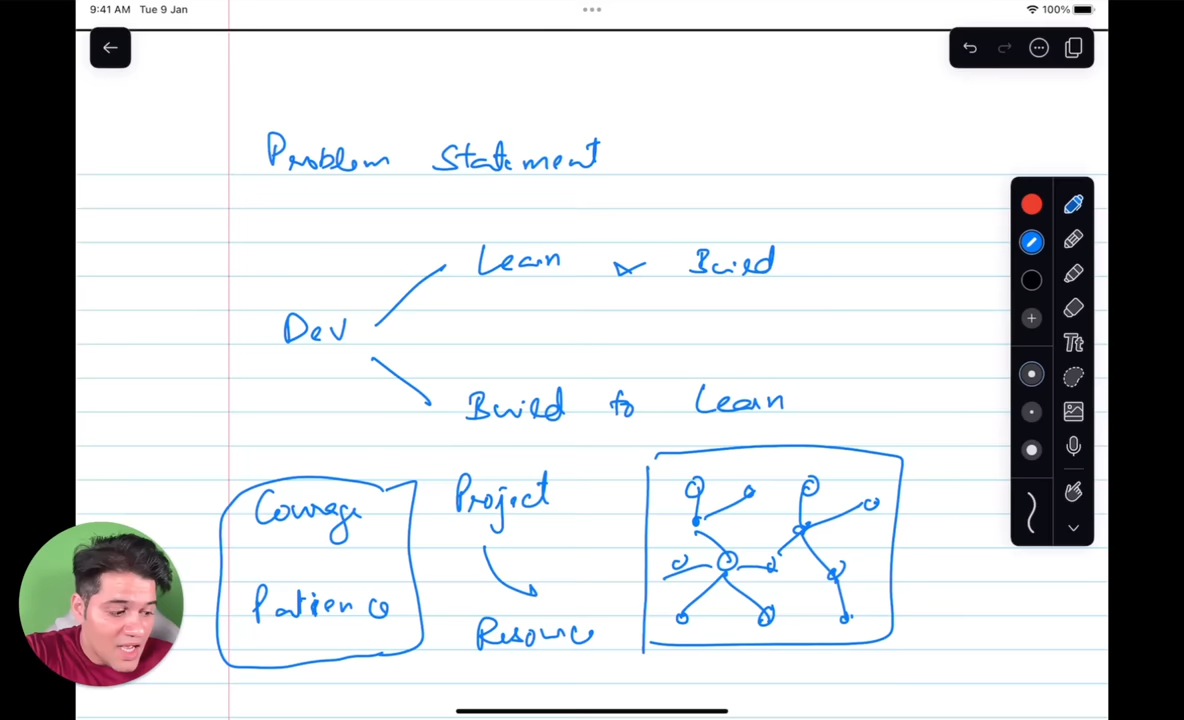 9:41 AM Tue 9 Jan
100%
Problem Statement
Learn Build
Dev
Build to Learn
Tt
Courage
Project
Patience
Resource